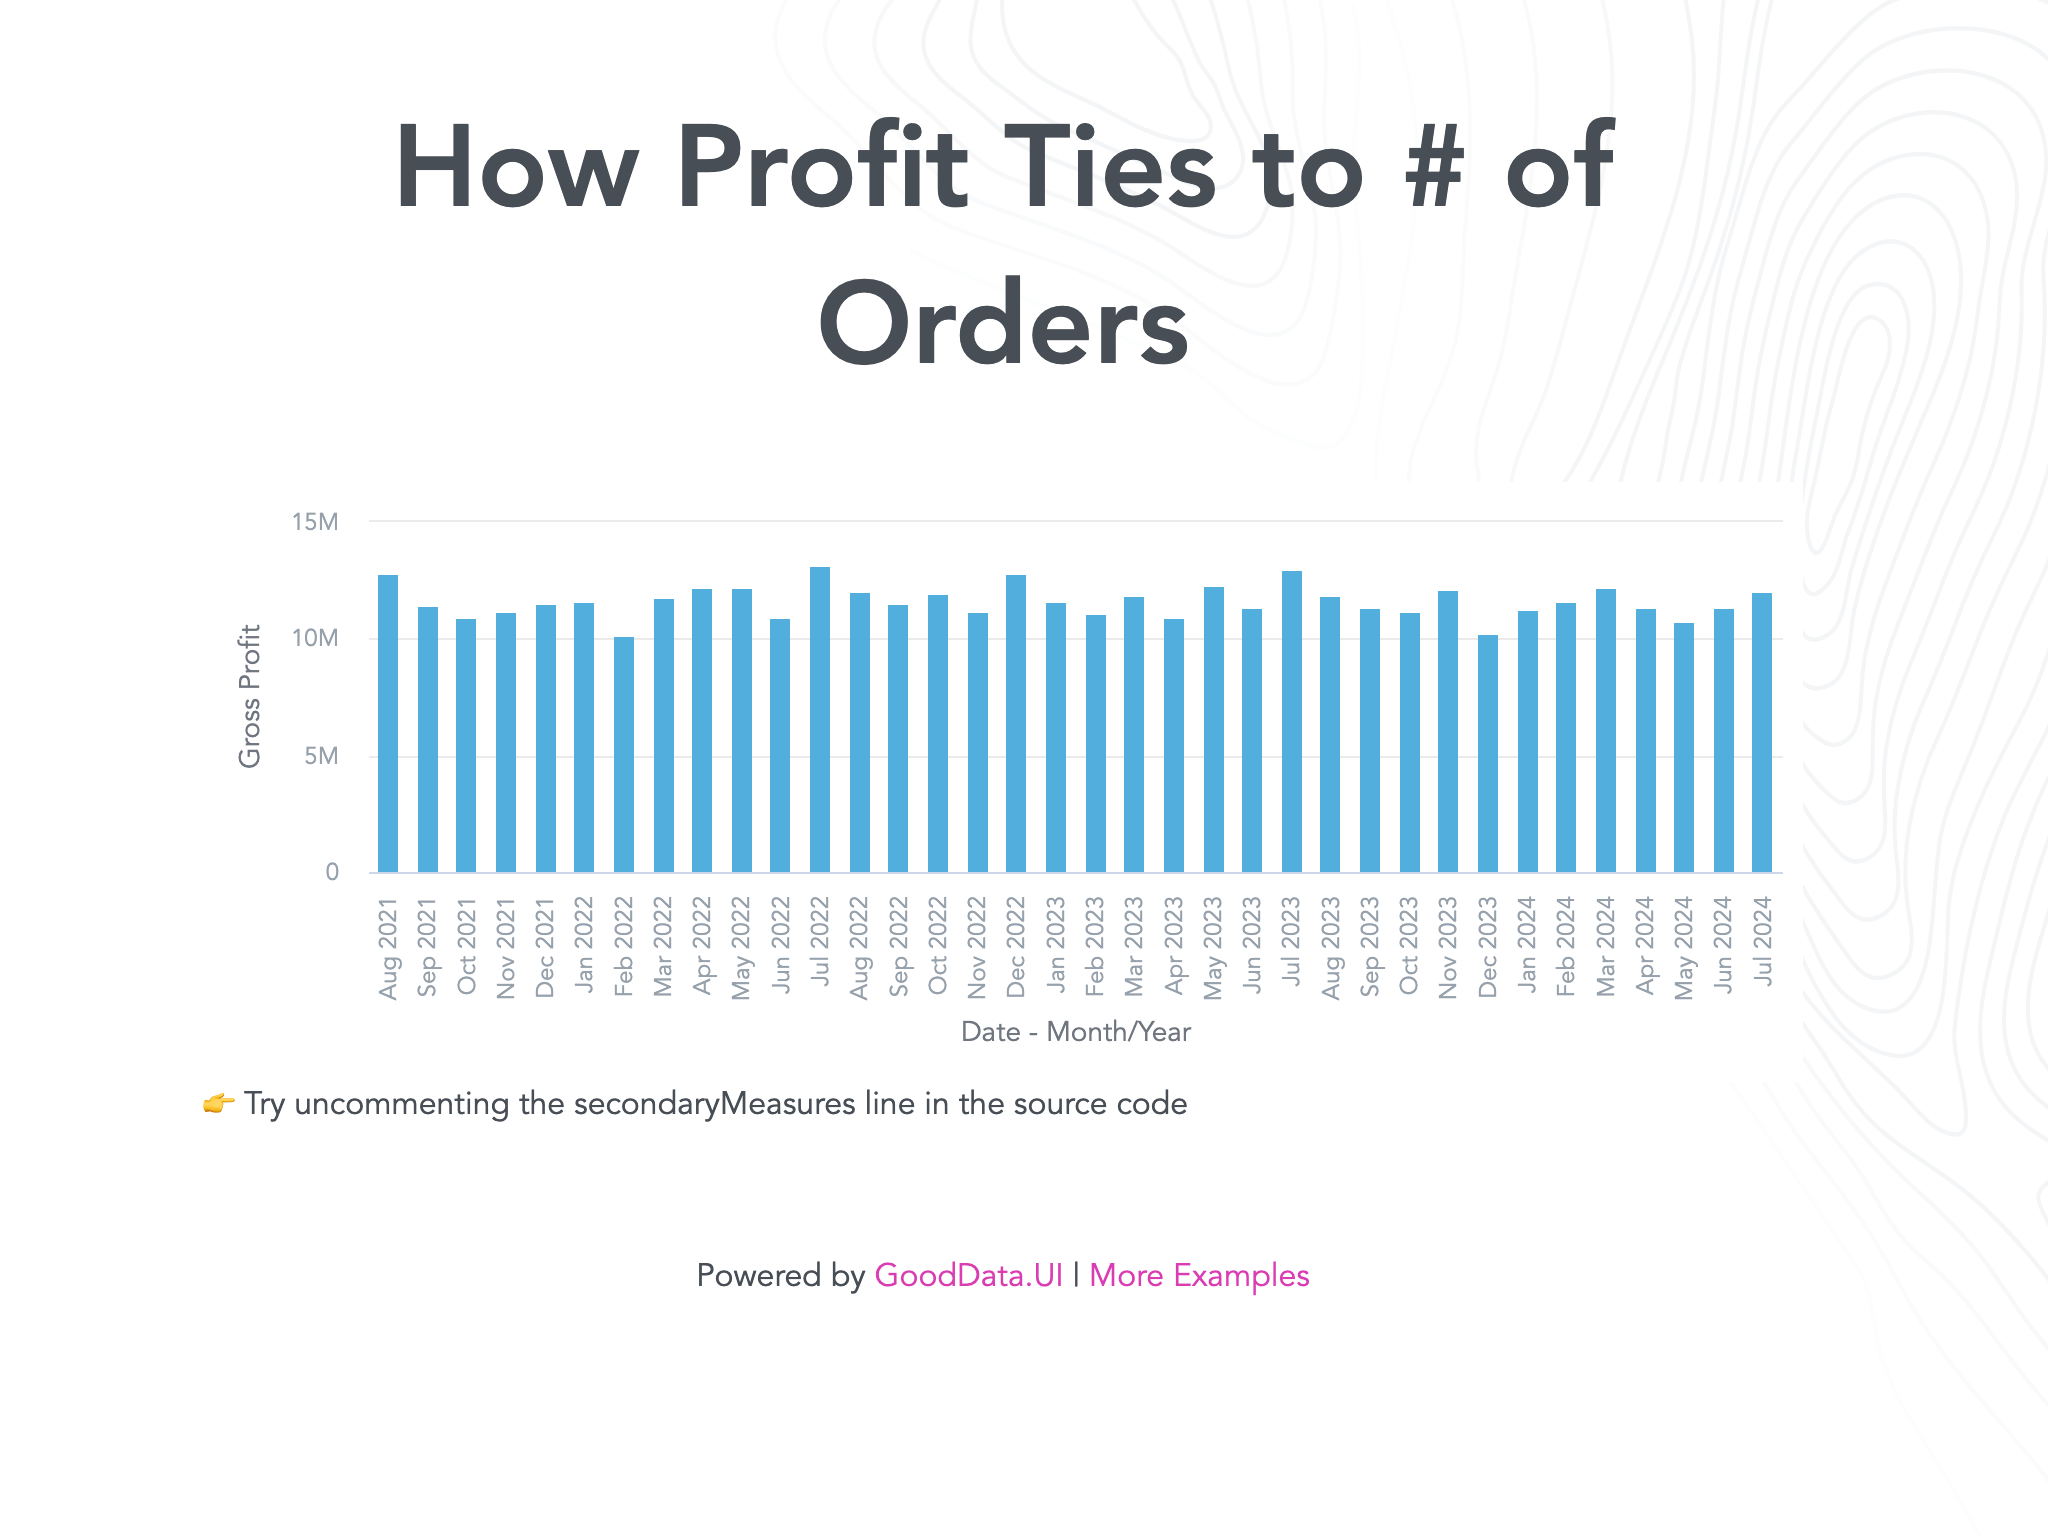 How Profit Ties to # of
Orders
15M
10M
5M
0
Gross Profit
Aug 2021
Sep 2021
Oct 2021
Nov 2021
Dec 2021
Jan 2022
Feb 2022
Mar 2022
Apr 2022
May 2022
Jun 2022
Jul 2022
Aug 2022
Sep 2022
Oct 2022
Nov 2022
Dec 2022
Jan 2023
Feb 2023
Mar 2023
Apr 2023
May 2023
Jun 2023
Jul 2023
Aug 2023
Sep 2023
Oct 2023
Nov 2023
Dec 2023
Jan 2024
Feb 2024
Mar 2024
Apr 2024
May 2024
Jun 2024
Jul 2024
Date - Month/Year
👉 Try uncommenting the secondaryMeasures line in the source code
Powered by GoodData.UI | More Examples